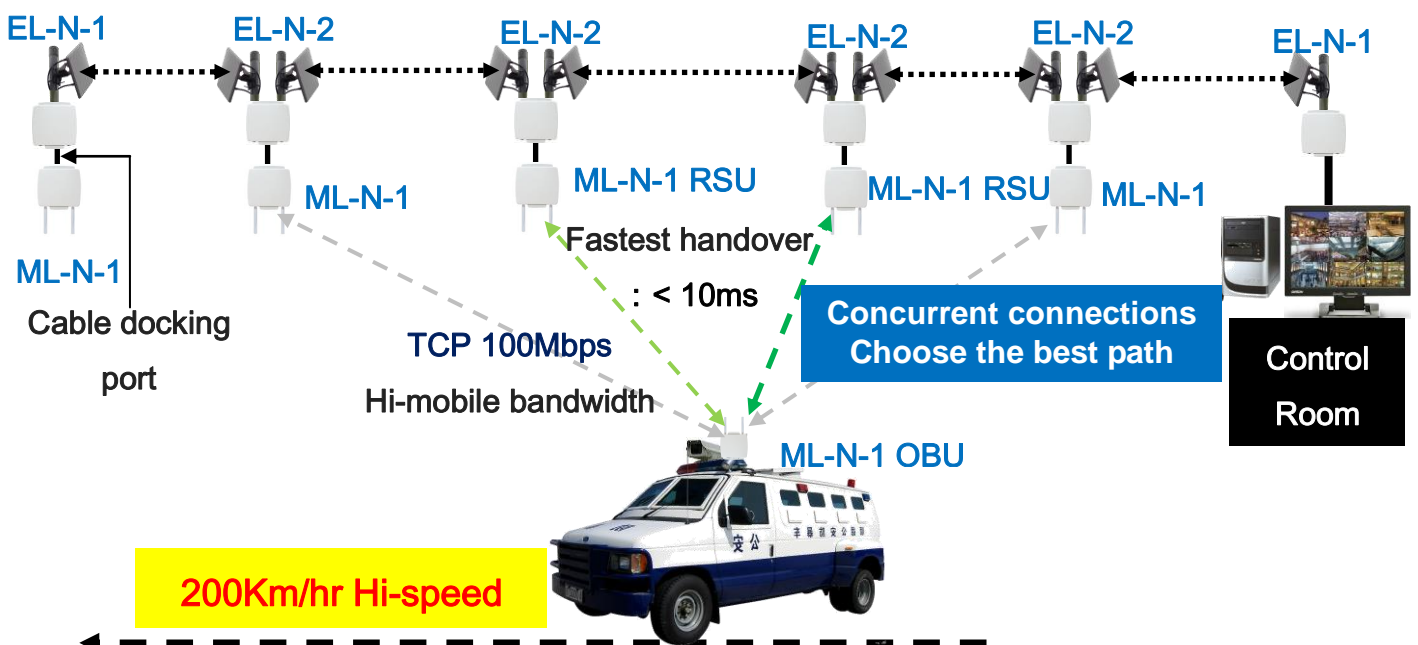 EL-N-1
EL-N-2
EL-N-2
EL-N-2
EL-N-2
EL-N-1
ML-N-1
ML-N-1 RSU
ML-N-1 RSU
ML-N-1
ML-N-1
Cable docking
port
Fastest handover
: < 10ms
TCP 100Mbps
Hi-mobile bandwidth
Concurrent connections
Choose the best path
Control
Room
ML-N-1 OBU
安公
200Km/hr Hi-speed